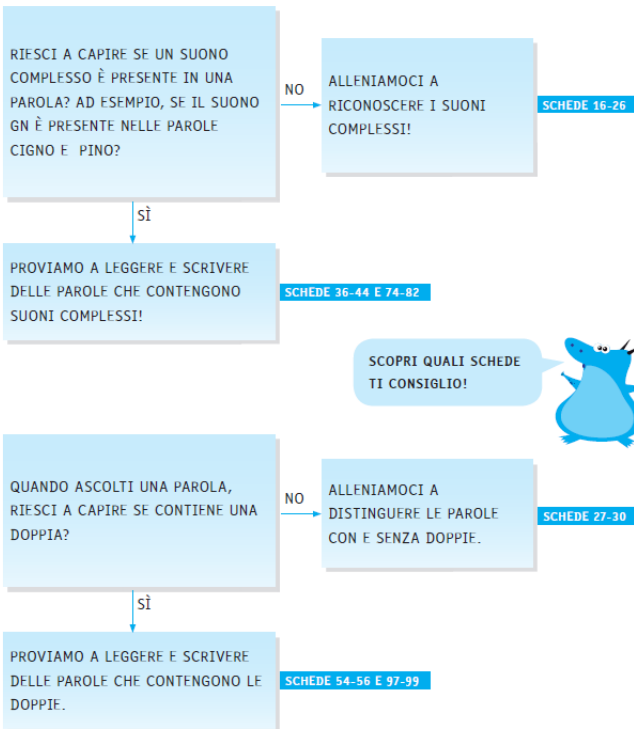 RIESCI A CAPIRE SE UN SUONO
COMPLESSO È PRESENTE IN UNA
PAROLA? AD ESEMPIO, SE IL SUONO
GN È PRESENTE NELLE PAROLE
CIGNO E PINO?
NO
ALLENIAMOCI A
RICONOSCERE I SUONI
COMPLESSI!
SCHEDE 16-26
SÌ
PROVIAMO A LEGGERE E SCRIVERE
DELLE PAROLE CHE CONTENGONO
SUONI COMPLESSI!
SCHEDE 36-44 E 74-82
SCOPRI QUALI SCHEDE
TI CONSIGLIO!
QUANDO ASCOLTI UNA PAROLA,
RIESCI A CAPIRE SE CONTIENE UNA
DOPPIA?
NO
ALLENIAMOCI A
DISTINGUERE LE PAROLE
CON E SENZA DOPPIE.
SCHEDE 27-30
SÌ
PROVIAMO A LEGGERE E SCRIVERE
DELLE PAROLE CHE CONTENGONO LE
DOPPIE.
SCHEDE 54-56 E 97-99